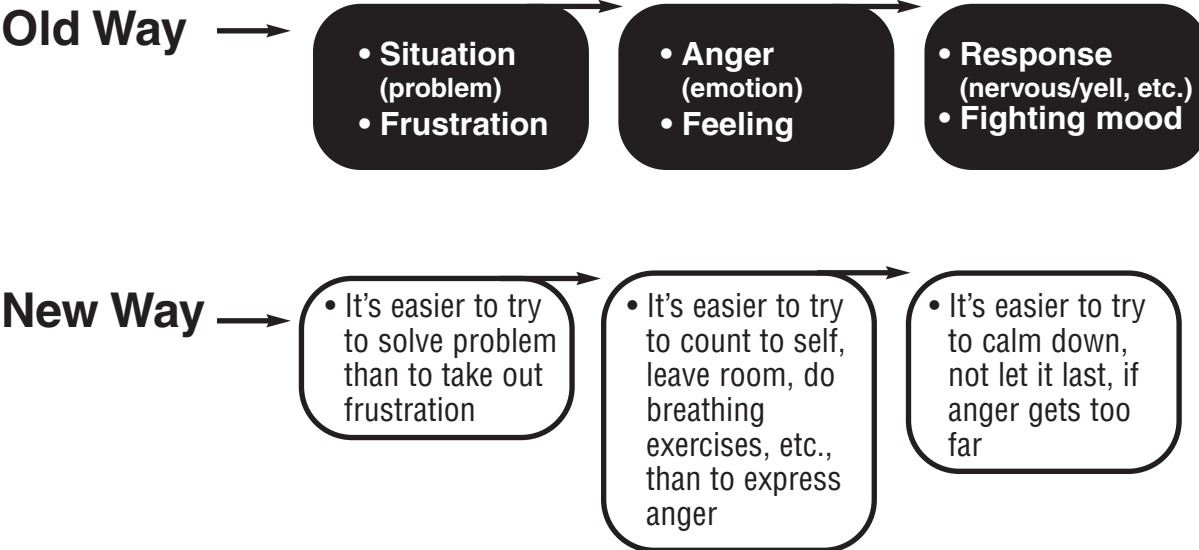 Old Way
• Situation
(problem)
• Frustration
• Anger
(emotion)
• Feeling
• Response
(nervous/yell, etc.)
• Fighting mood
New Way
• It's easier to try
to solve problem
than to take out
frustration
• It's easier to try
to count to self,
leave room, do
breathing
exercises, etc.,
than to express
anger
• It's easier to try
to calm down,
not let it last, if
anger gets too
far